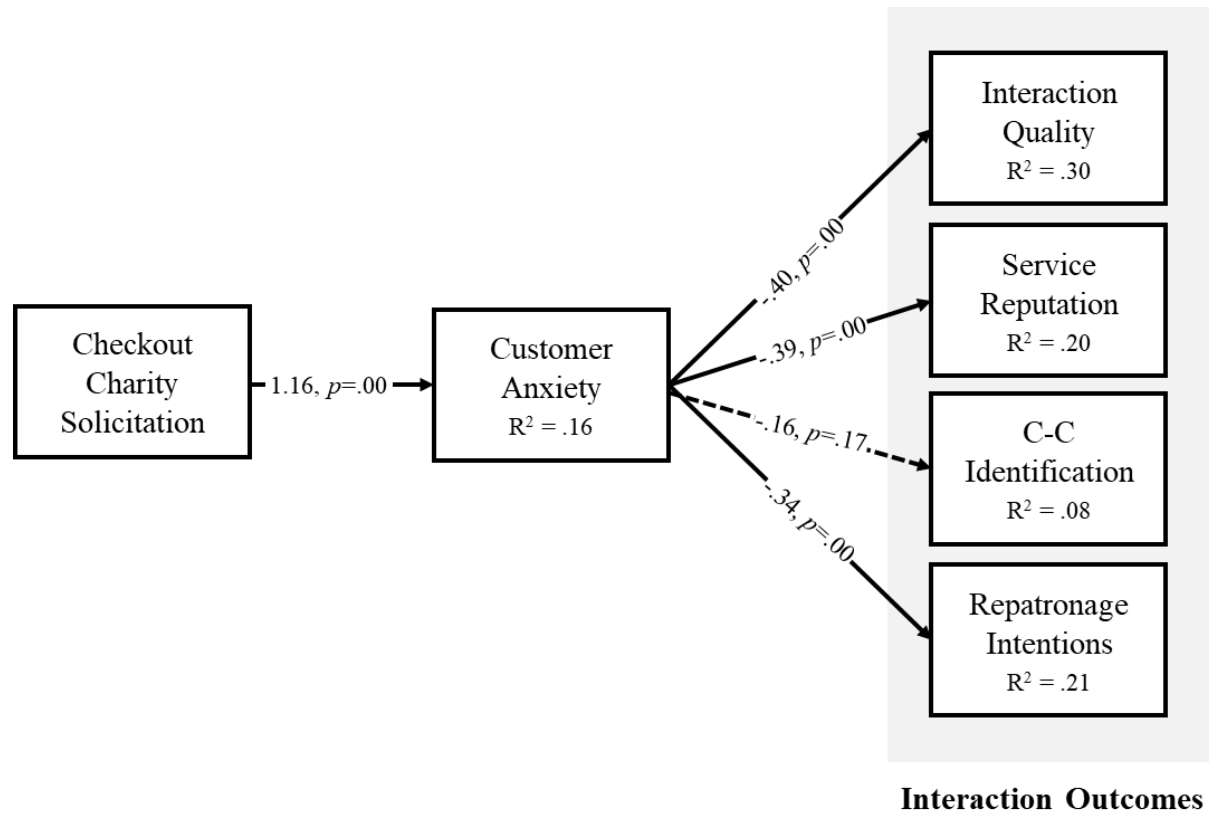 Checkout
Charity
Solicitation
1.16, p=.00
Customer
Anxiety
R² = .16
-.40, p=.00
-.39, p=.00
-.16, p=.17
-.34, p=.00
Interaction
Quality
R² = .30
Service
Reputation
R² = .20
C-C
Identification
R² = .08
Repatronage
Intentions
R² = .21
Interaction Outcomes